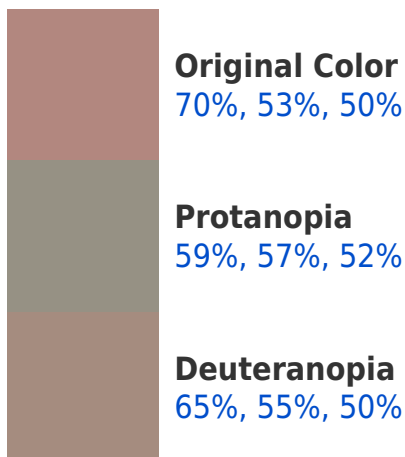 Original Color
70%, 53%, 50%
Protanopia
59%, 57%, 52%
Deuteranopia
65%, 55%, 50%